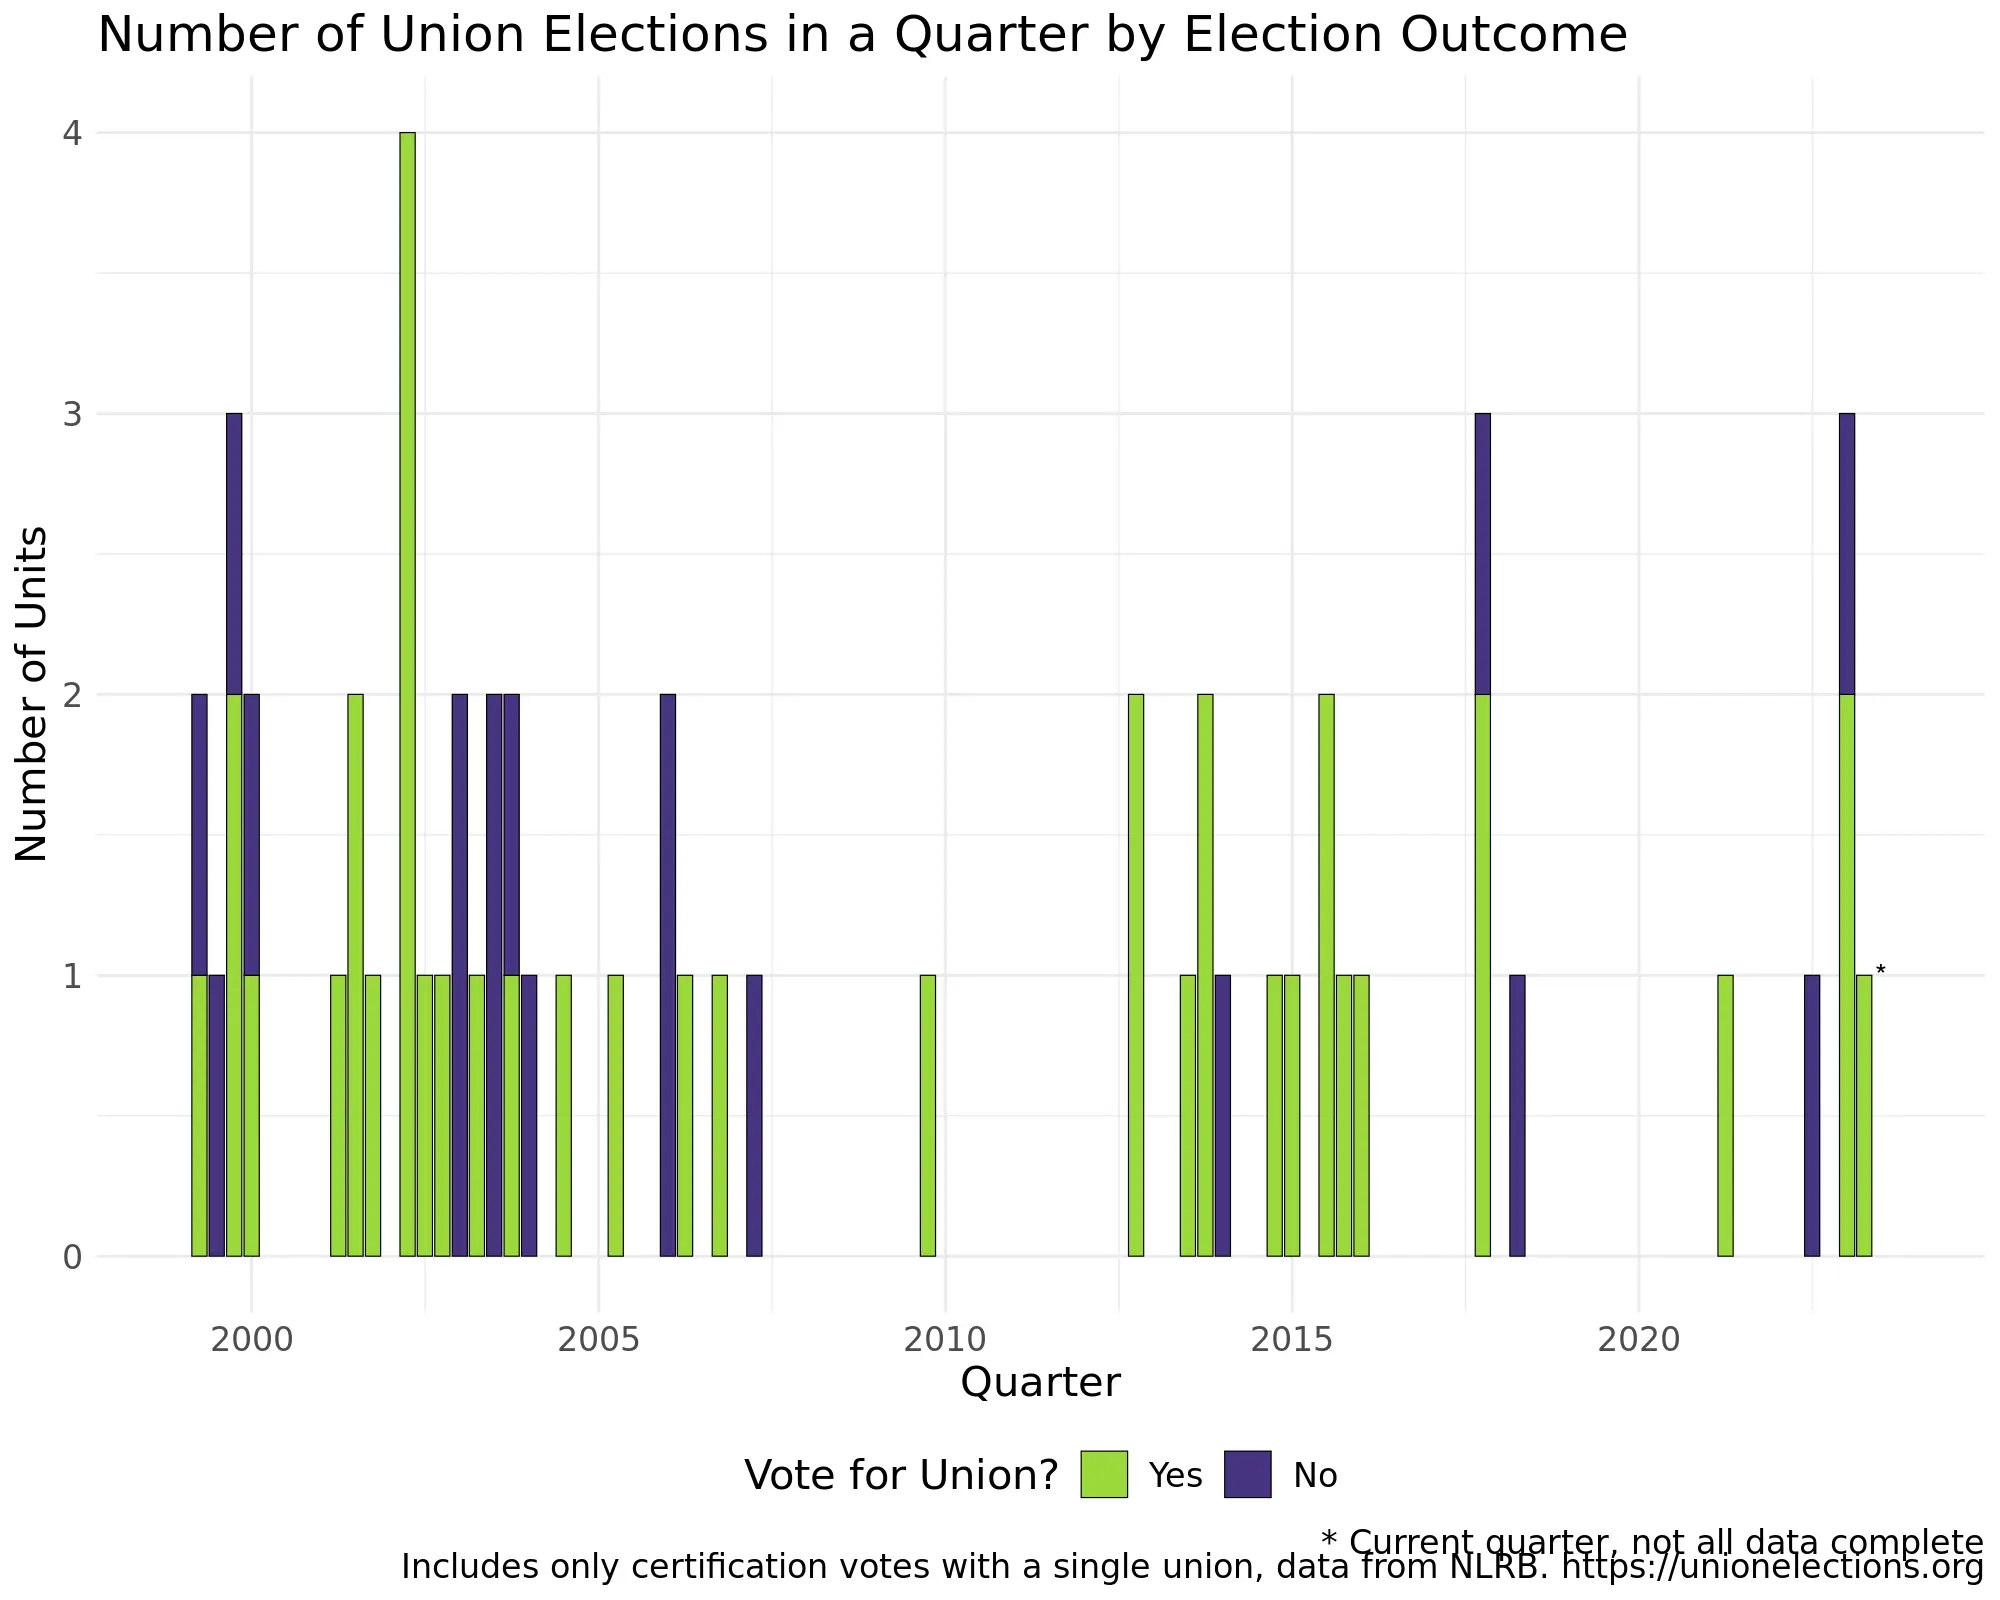 Number of Union Elections in a Quarter by Election Outcome
Number of Units
4
3
2
1
0
*
2000 2005 2010 2015 2020
Quarter
Vote for Union? Yes No
* Current quarter, not all data complete
Includes only certification votes with a single union, data from NLRB. https://unionelections.org